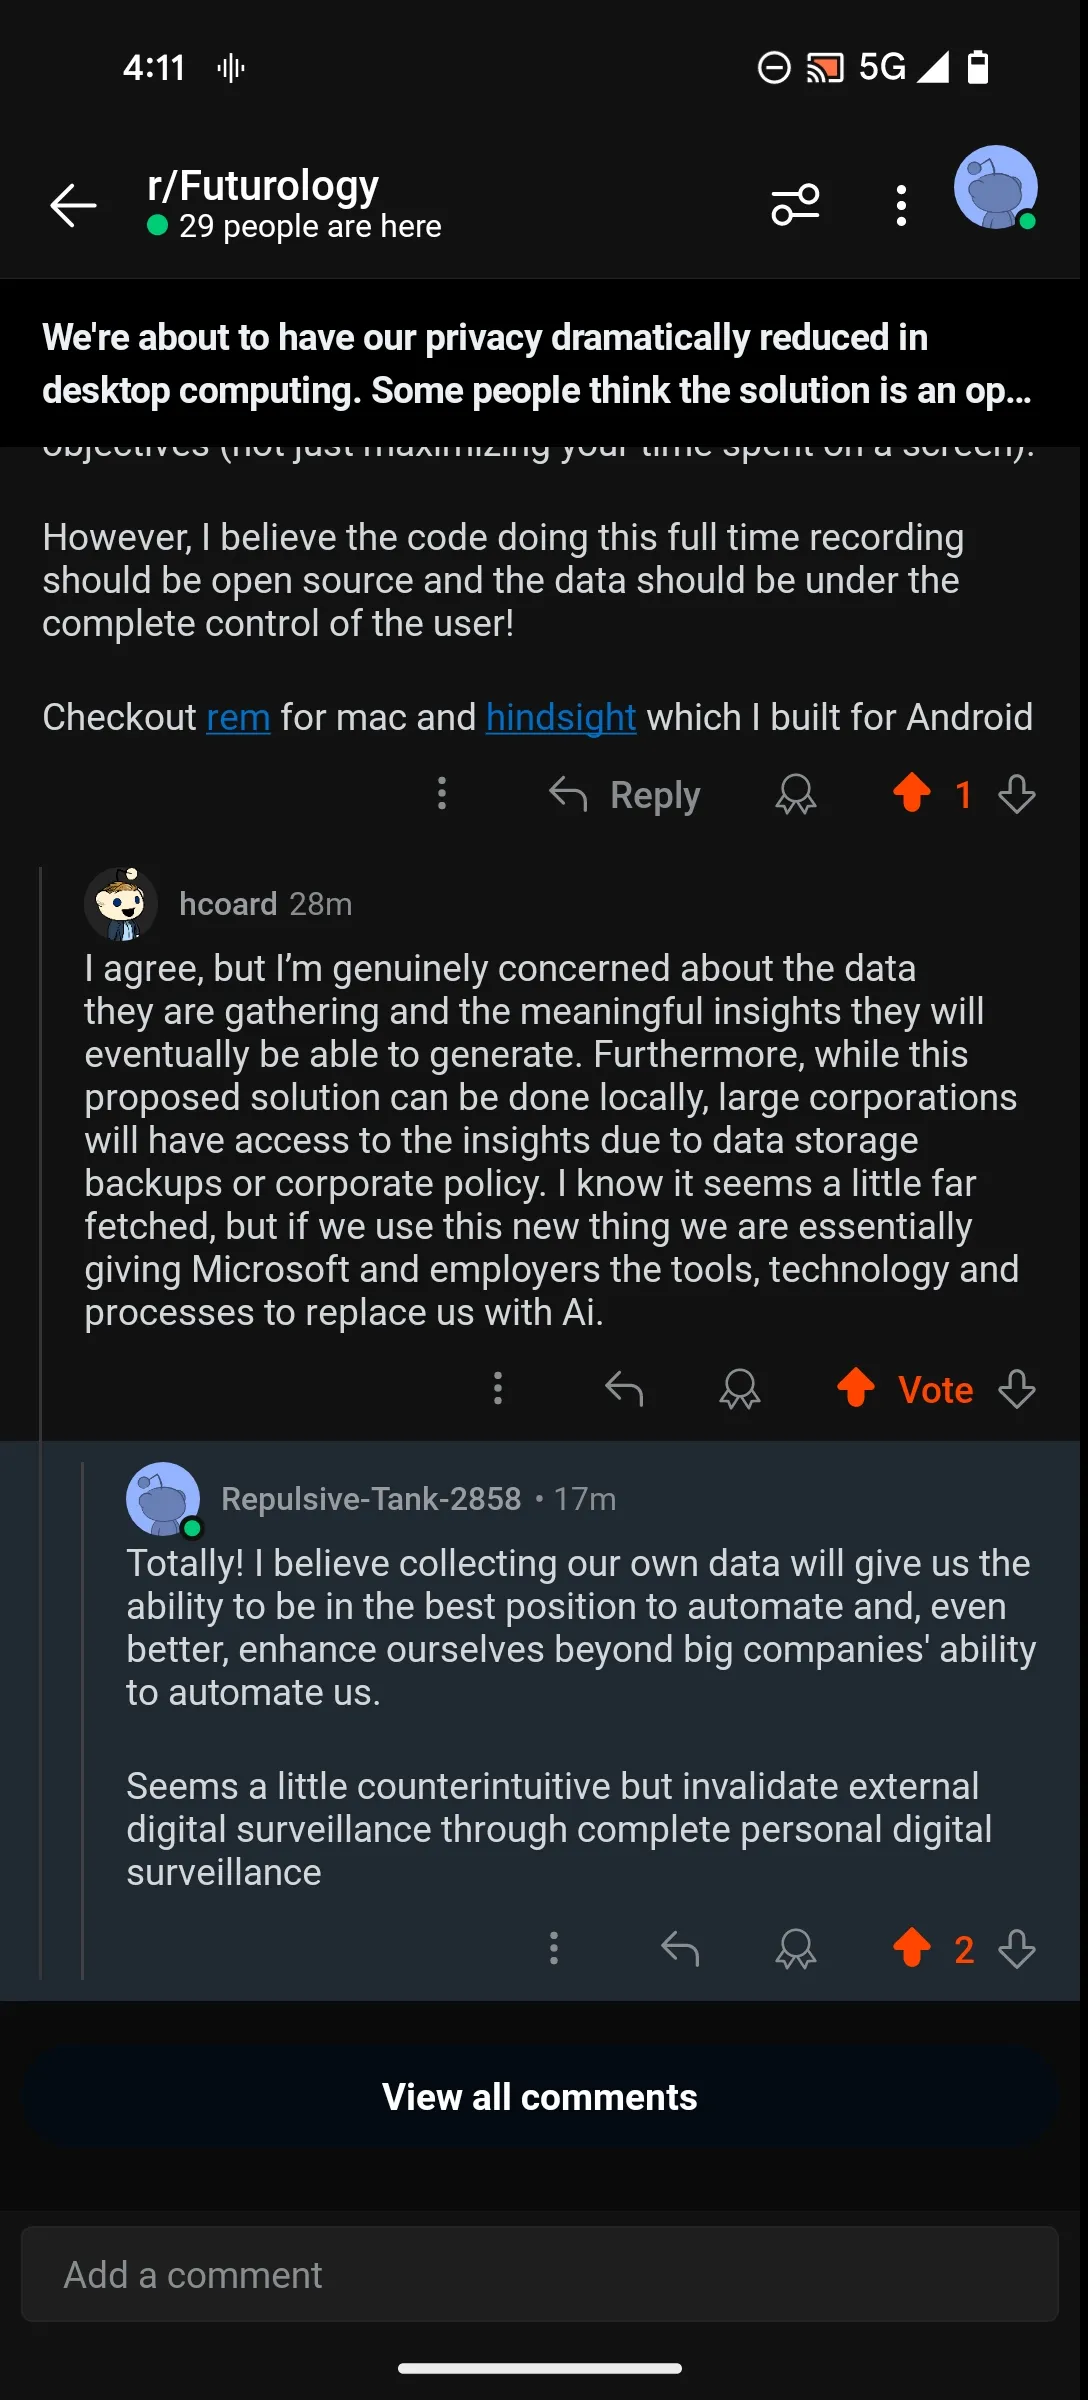 4:11
5G
r/Futurology
29 people are here
We're about to have our privacy dramatically reduced in
desktop computing. Some people think the solution is an op...
objectives (not just maximizing your time spent on a screen).
However, I believe the code doing this full time recording
should be open source and the data should be under the
complete control of the user!
Checkout rem for mac and hindsight which I built for Android
Reply
1
hcoard 28m
I agree, but I’m genuinely concerned about the data
they are gathering and the meaningful insights they will
eventually be able to generate. Furthermore, while this
proposed solution can be done locally, large corporations
will have access to the insights due to data storage
backups or corporate policy. I know it seems a little far
fetched, but if we use this new thing we are essentially
giving Microsoft and employers the tools, technology and
processes to replace us with Ai.
Vote
Repulsive-Tank-2858 • 17m
Totally! I believe collecting our own data will give us the
ability to be in the best position to automate and, even
better, enhance ourselves beyond big companies' ability
to automate us.
Seems a little counterintuitive but invalidate external
digital surveillance through complete personal digital
surveillance
2
View all comments
Add a comment